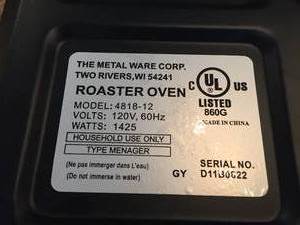 THE METAL WARE CORP.
TWO RIVERS,WI 54241
ROASTER OVEN
MODEL: 4818-12
VOLTS: 120V, 60Hz
WATTS: 1425
HOUSEHOLD USE ONLY
TYPE MENAGER
(Ne pas immerger dans L'eau)
(Do not immerse in water)
C UL US
®
LISTED
860G
MADE IN CHINA
SERIAL NO.
GY